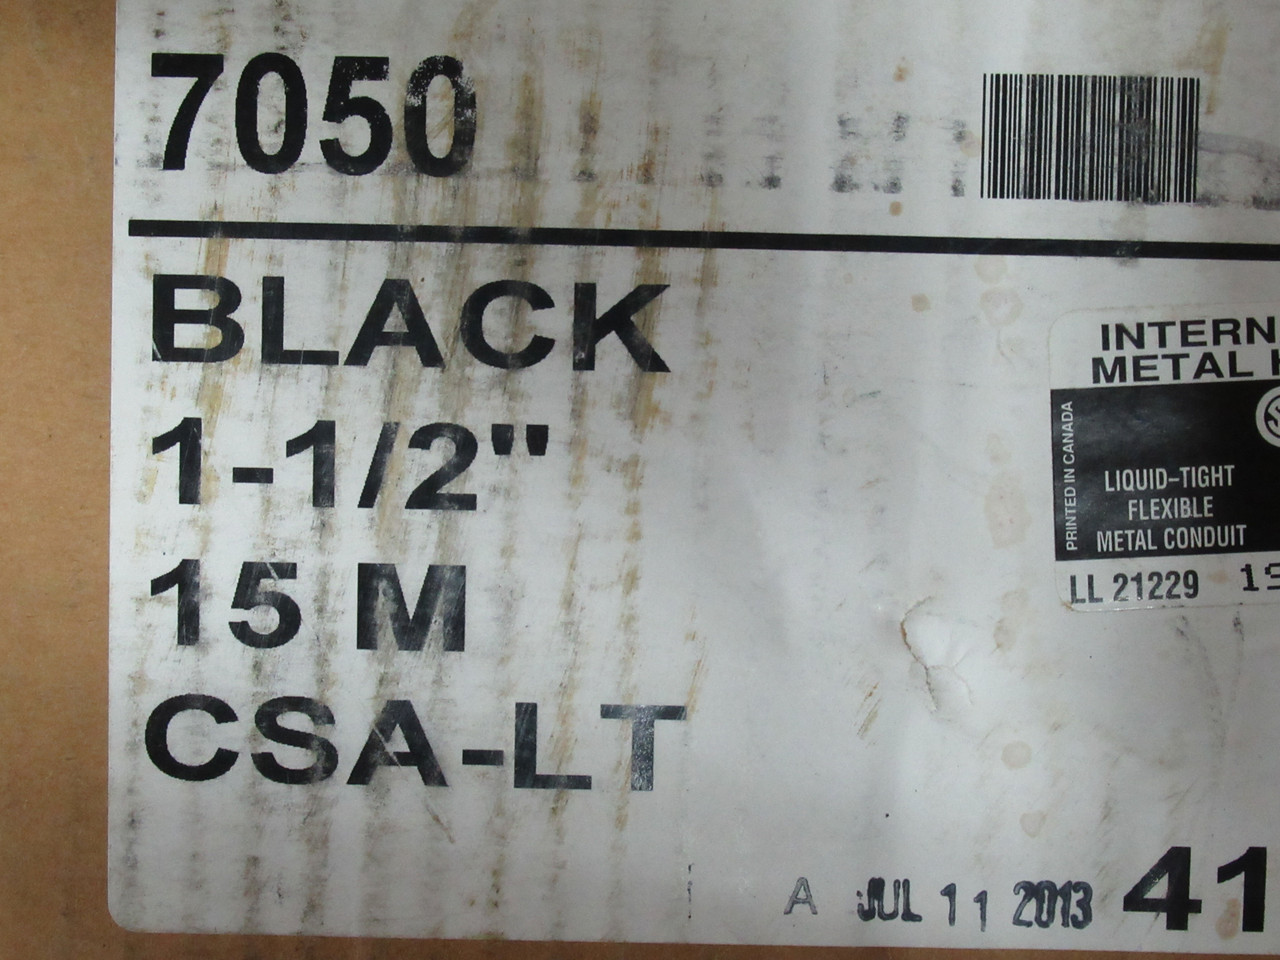 7050
BLACK
1-1/2"
15 M
CSA-LT
INTERN
METAL
PRINTED IN CANADA
LIQUID-TIGHT
FLEXIBLE
METAL CONDUIT
LL 21229
A JUL 11 2013 41